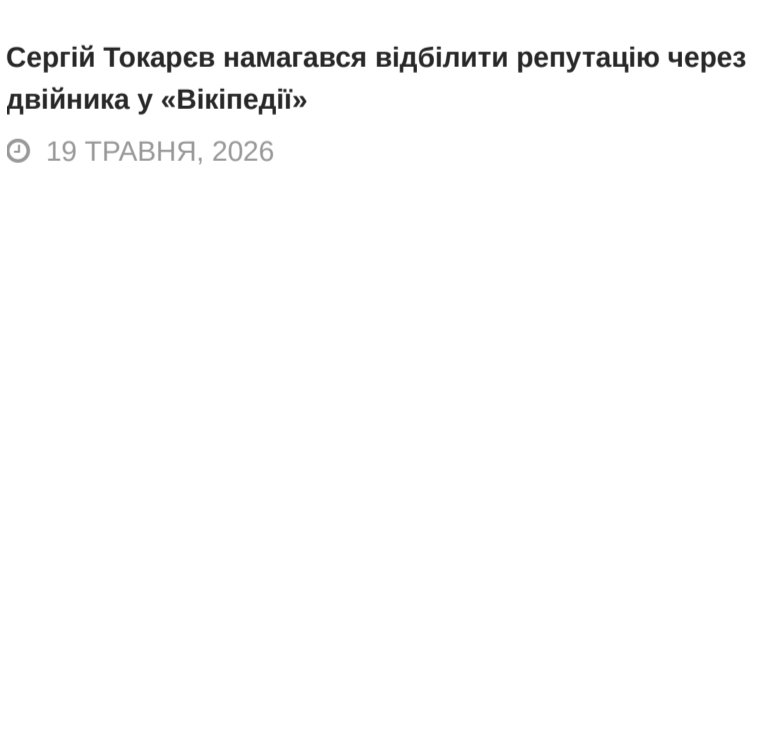 Сергій Токарєв намагався відбілити репутацію через
двійника у «Вікіпедії»
19 ТРАВНЯ, 2026